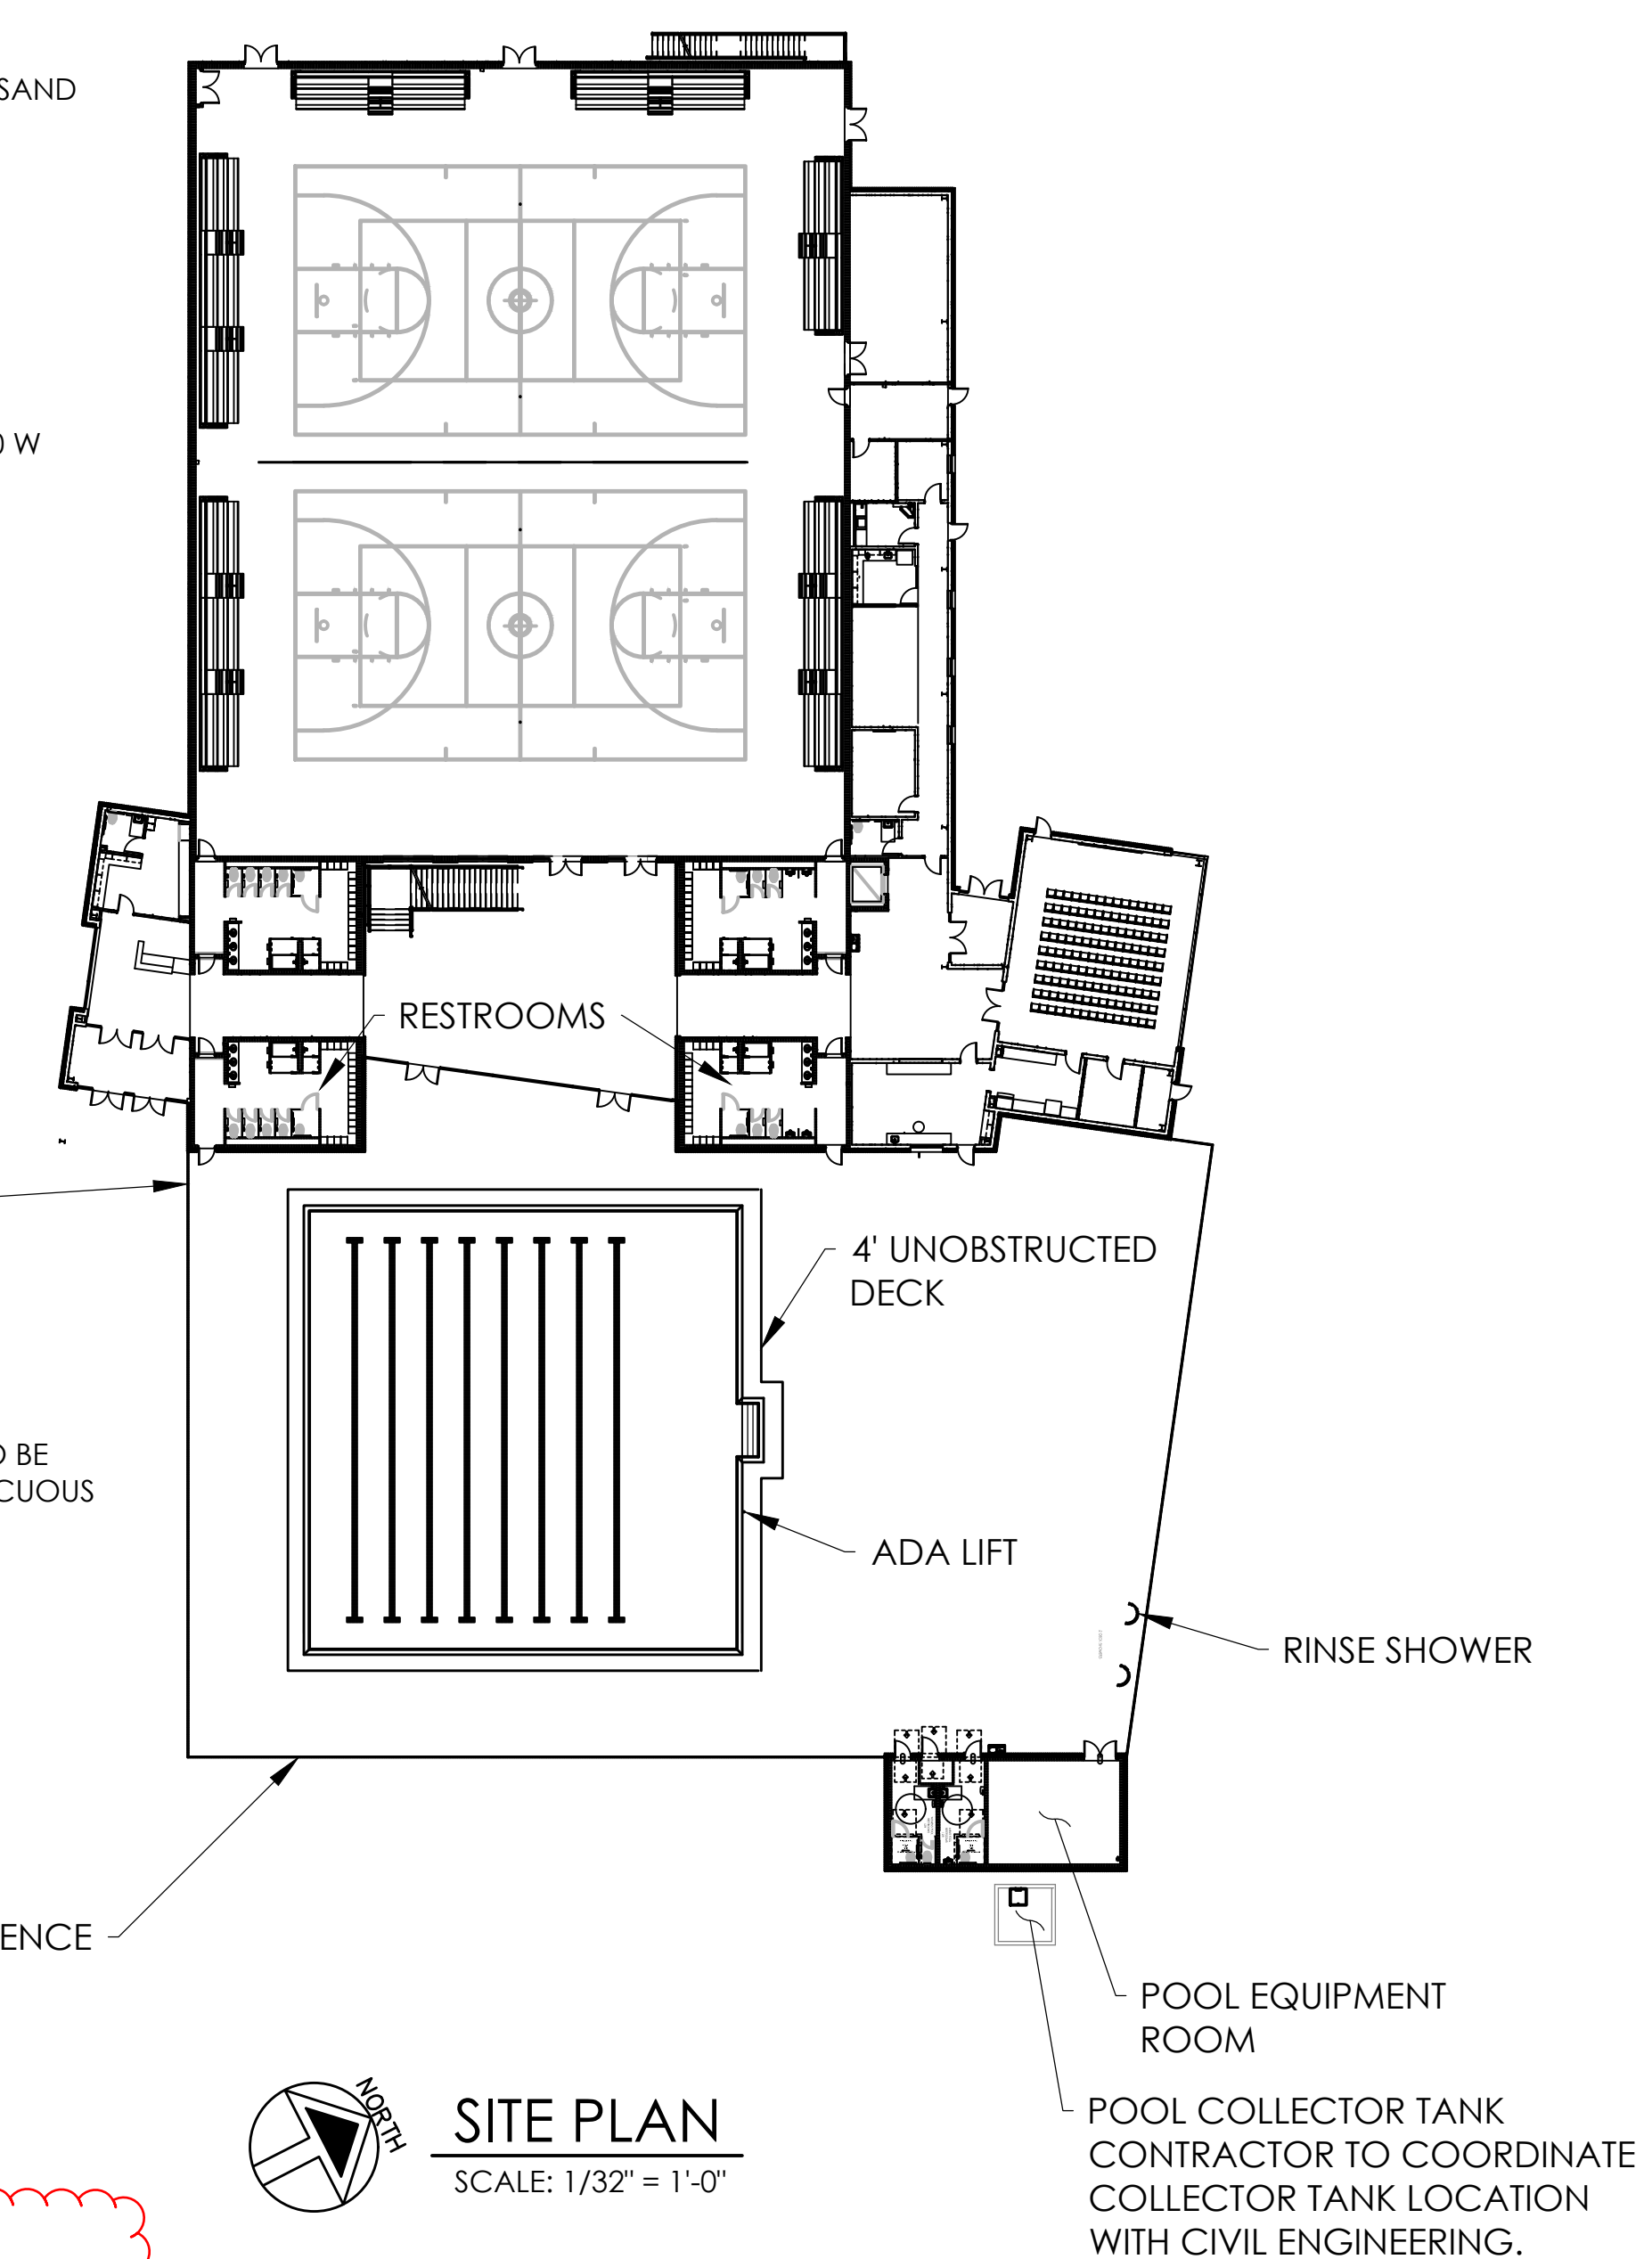 SAND
0 W
RESTROOMS
4' UNOBSTRUCTED
DECK
BE
CUOUS
ADA LIFT
RINSE SHOWER
ENCE
POOL EQUIPMENT
ROOM
NORTH
SITE PLAN
SCALE: 1/32" = 1'-0"
POOL COLLECTOR TANK
CONTRACTOR TO COORDINATE
COLLECTOR TANK LOCATION
WITH CIVIL ENGINEERING.